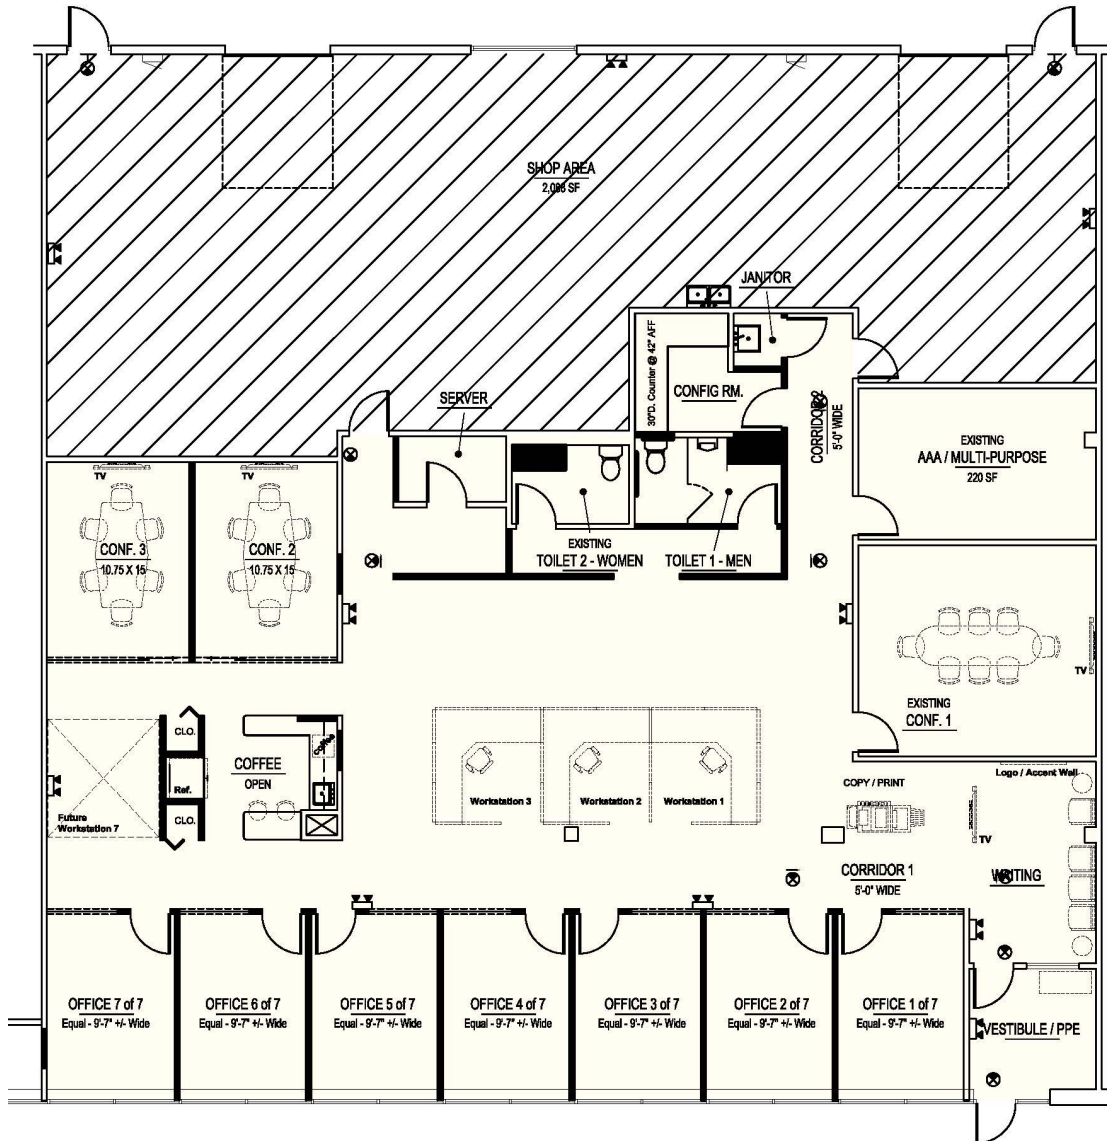 SHOP AREA
2,068 SF
JANITOR
30"D. Counter @ 42" AFF
CONFIG RM.
SERVER
CORRIDOR 2
5'-0" WIDE
EXISTING
AAA / MULTI-PURPOSE
220 SF
TV
TV
CONF. 3
10.75 X 15
CONF. 2
10.75 X 15
EXISTING
TOILET 2 - WOMEN
TOILET 1 - MEN
TV
EXISTING
CONF. 1
CLO.
Coffee
COFFEE
OPEN
Ref.
CLO.
Future
Workstation 7
Workstation 3
Workstation 2
Workstation 1
COPY / PRINT
Logo / Accent Wall
TV
CORRIDOR 1
5'-0" WIDE
WAITING
OFFICE 7 of 7
Equal - 9'-7" +/- Wide
OFFICE 6 of 7
Equal - 9'-7" +/- Wide
OFFICE 5 of 7
Equal - 9'-7" +/- Wide
OFFICE 4 of 7
Equal - 9'-7" +/- Wide
OFFICE 3 of 7
Equal - 9'-7" +/- Wide
OFFICE 2 of 7
Equal - 9'-7" +/- Wide
OFFICE 1 of 7
Equal - 9'-7" +/- Wide
VESTIBULE / PPE